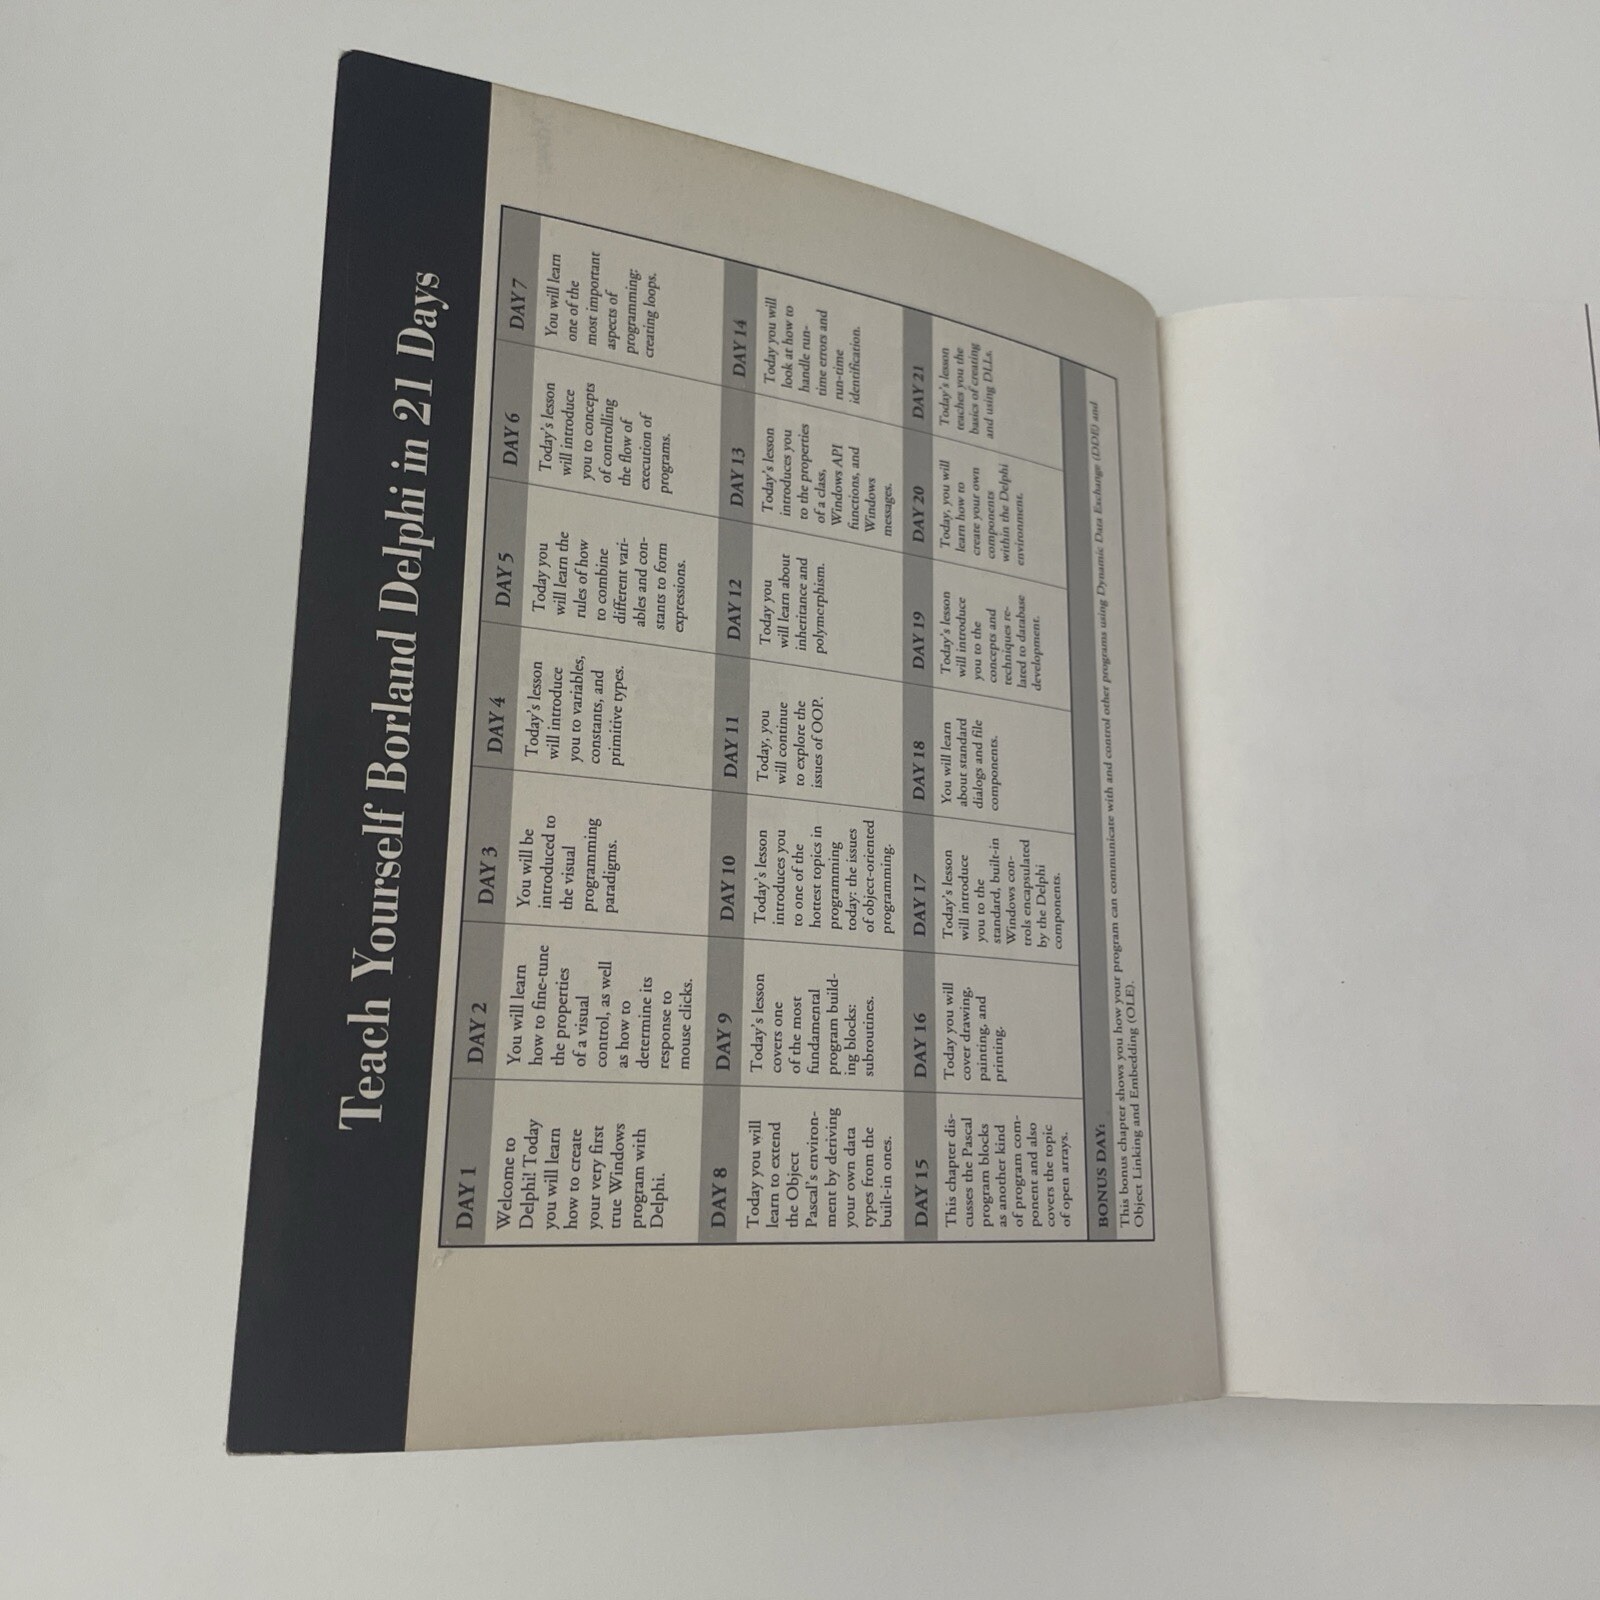 Teach Yourself Borland Delphi in 21 Days
DAY 1
Welcome to
Delphi! Today
you will learn
how to create
your very first
true Windows
program with
Delphi.
DAY 2
You will learn
how to fine-tune
the properties
of a visual
control, as well
as how to
determine its
response to
mouse clicks.
DAY 3
You will be
introduced to
the visual
programming
paradigms.
DAY 4
Today's lesson
will introduce
you to variables,
constants, and
primitive types.
DAY 5
Today you
will learn the
rules of how
to combine
different vari-
ables and con-
stants to form
expressions.
DAY 6
Today's lesson
will introduce
you to concepts
of controlling
the flow of
execution of
programs.
DAY 7
You will learn
one of the
most important
aspects of
programming:
creating loops.
DAY 8
Today you will
learn to extend
the Object
Pascal's environ-
ment by deriving
your own data
types from the
built-in ones.
DAY 9
Today's lesson
covers one
of the most
fundamental
program build-
ing blocks:
subroutines.
DAY 10
Today's lesson
introduces you
to one of the
hottest topics in
programming
today: the issues
of object-oriented
programming.
DAY 11
Today, you
will continue
to explore the
issues of OOP.
DAY 12
Today you
will learn about
inheritance and
polymorphism.
DAY 13
Today's lesson
introduces you
to the properties
of a class,
Windows API
functions, and
Windows
messages.
DAY 14
Today you will
look at how to
handle run-
time errors and
run-time
identification.
DAY 15
This chapter dis-
cusses the Pascal
program blocks
as another kind
of program com-
ponent and also
covers the topic
of open arrays.
DAY 16
Today you will
cover drawing,
painting, and
printing.
DAY 17
Today's lesson
will introduce
you to the
standard, built-in
Windows con-
trols encapsulated
by the Delphi
components.
DAY 18
You will learn
about standard
dialogs and file
components.
DAY 19
Today's lesson
will introduce
you to the
concepts and
techniques re-
lated to database
development.
DAY 20
Today, you will
learn how to
create your own
components
within the Delphi
environment.
DAY 21
Today's lesson
teaches you the
basics of creating
and using DLLs.
BONUS DAY:
This bonus chapter shows you how your program can communicate with and control other programs using Dynamic Data Exchange (DDE) and
Object Linking and Embedding (OLE).